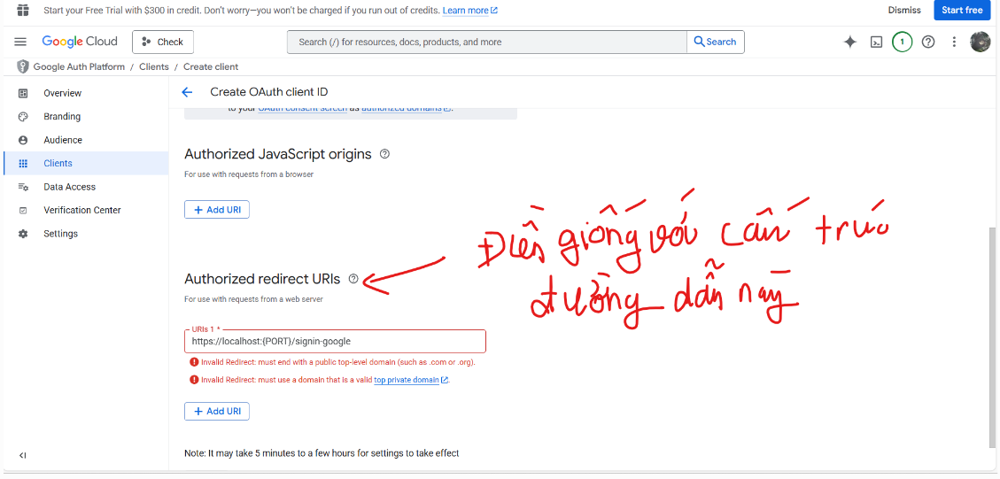 Start your Free Trial with $300 in credit. Don't worry—you won't be charged if you run out of credits. Learn more
Dismiss
Start free
Google Cloud
Check
Search (/) for resources, docs, products, and more
Search
1
Google Auth Platform / Clients / Create client
Overview
Branding
Audience
Clients
Data Access
Verification Center
Settings
Create OAuth client ID
to your OAuth consent screen as authorized domains.
Authorized JavaScript origins
For use with requests from a browser
+ Add URI
Authorized redirect URIs
For use with requests from a web server
URIs 1 *
https://localhost:{PORT}/signin-google
Invalid Redirect: must end with a public top-level domain (such as .com or .org).
Invalid Redirect: must use a domain that is a valid top private domain.
+ Add URI
Note: It may take 5 minutes to a few hours for settings to take effect
Điền giống với cấu trúc
đường dẫn này